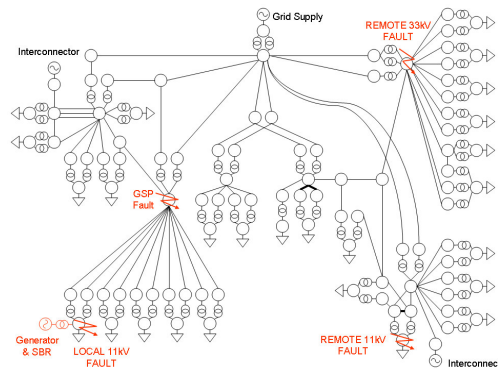 Grid Supply
REMOTE 33kV
FAULT
Interconnector
GSP
Fault
Generator
& SBR
LOCAL 11kV
FAULT
REMOTE 11kV
FAULT
Interconnec